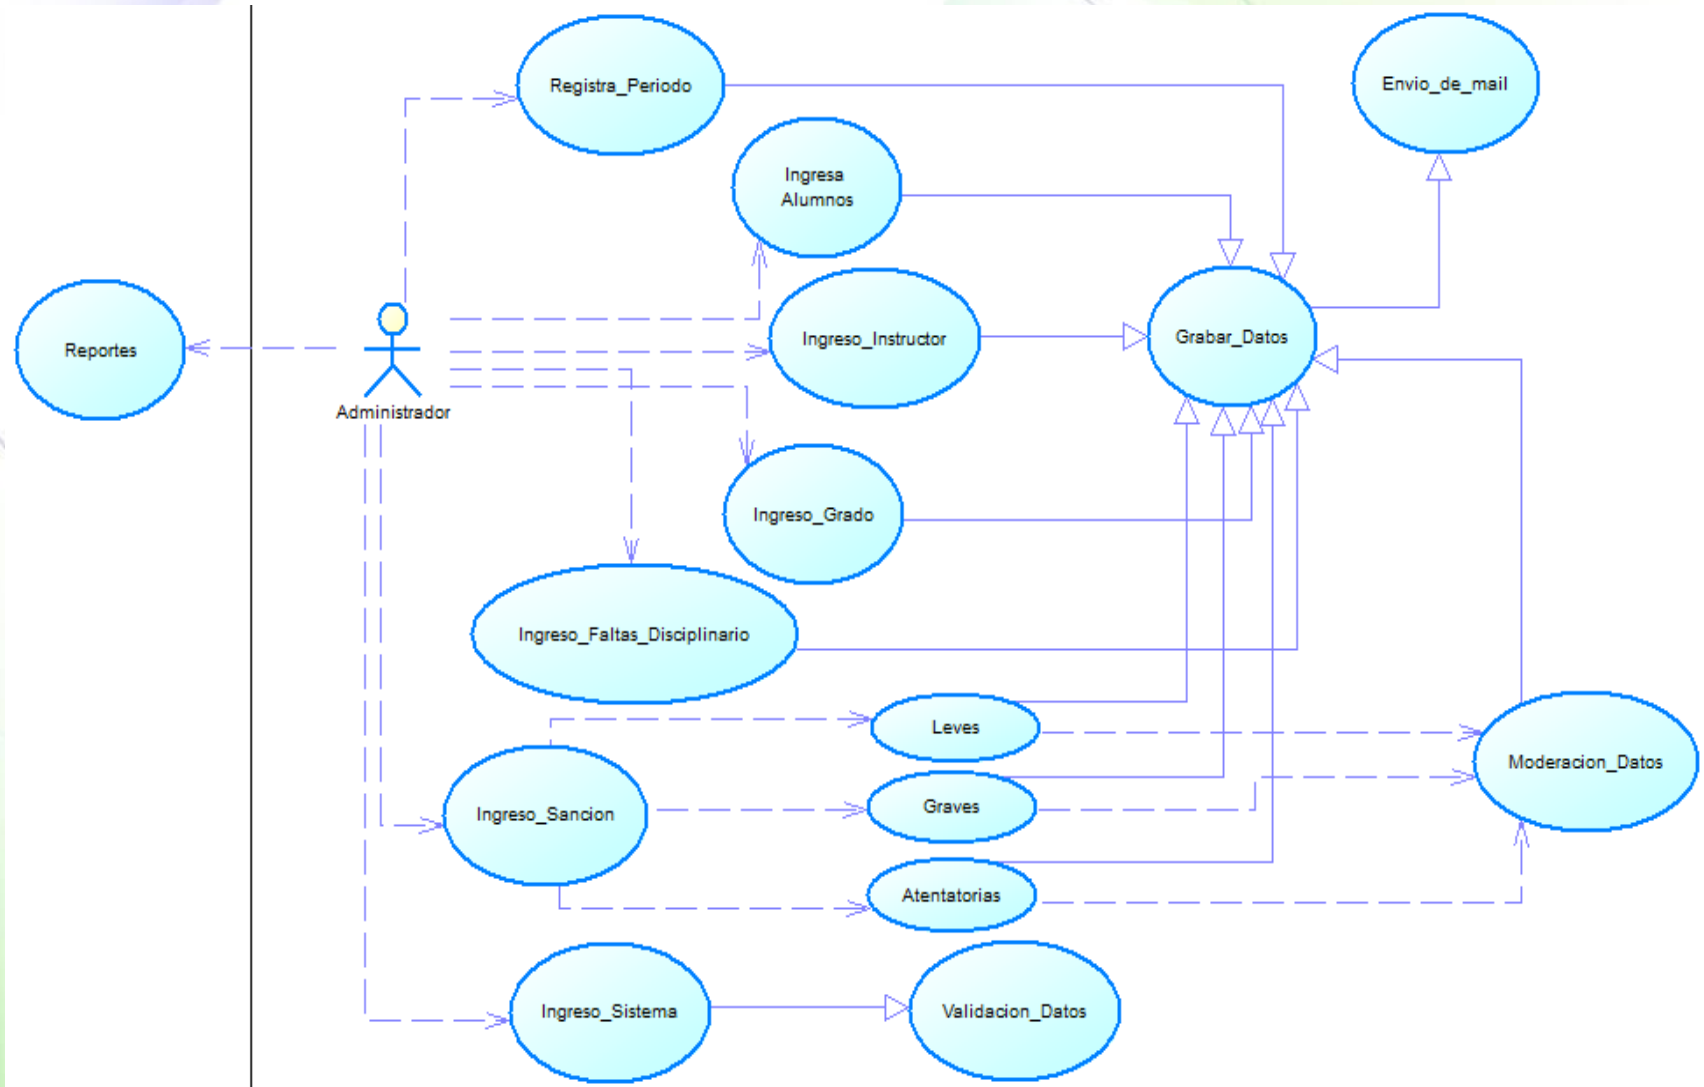 Registra_Periodo
Envio_de_mail
Ingresa
Alumnos
Ingreso_Instructor
Grabar_Datos
Reportes
Administrador
Ingreso_Grado
Ingreso_Faltas_Disciplinario
Leves
Moderacion_Datos
Graves
Ingreso_Sancion
Atentatorias
Ingreso_Sistema
Validacion_Datos